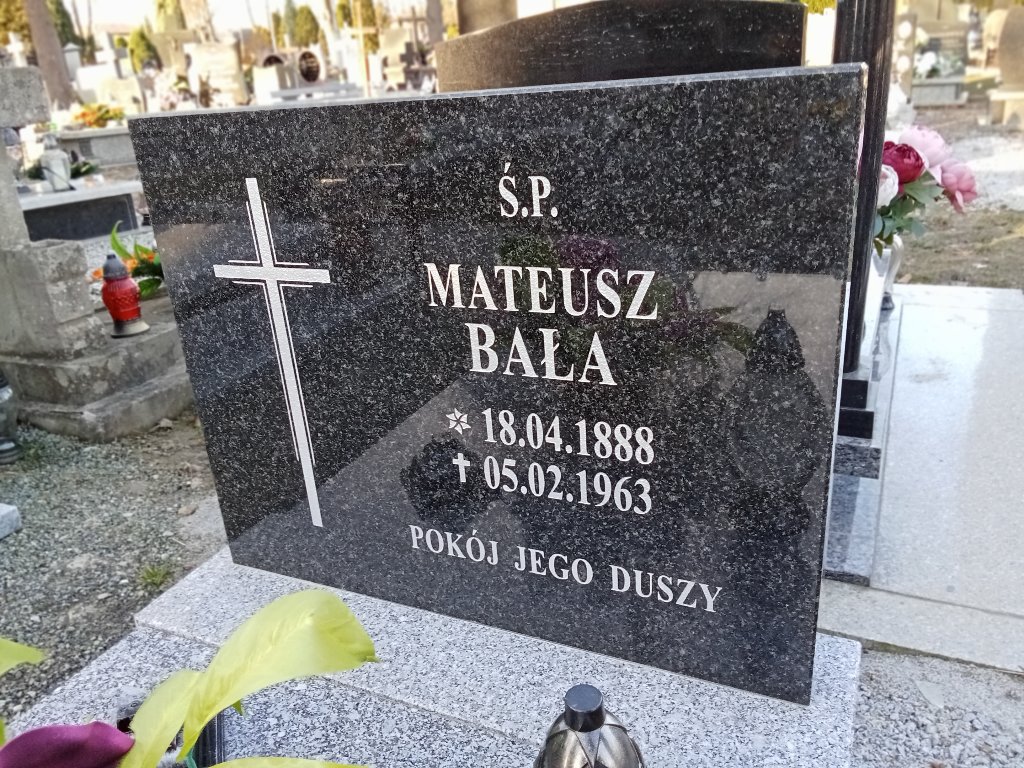 Ś.P.
MATEUSZ
BAŁA
* 18.04.1888
✝ 05.02.1963
POKÓJ JEGO DUSZY